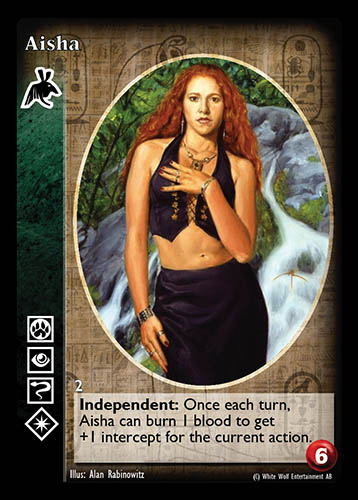 Aisha
2
Independent: Once each turn,
Aisha can burn 1 blood to get
+1 intercept for the current action.
6
Illus: Alan Rabinowitz
(C) White Wolf Entertainment AB